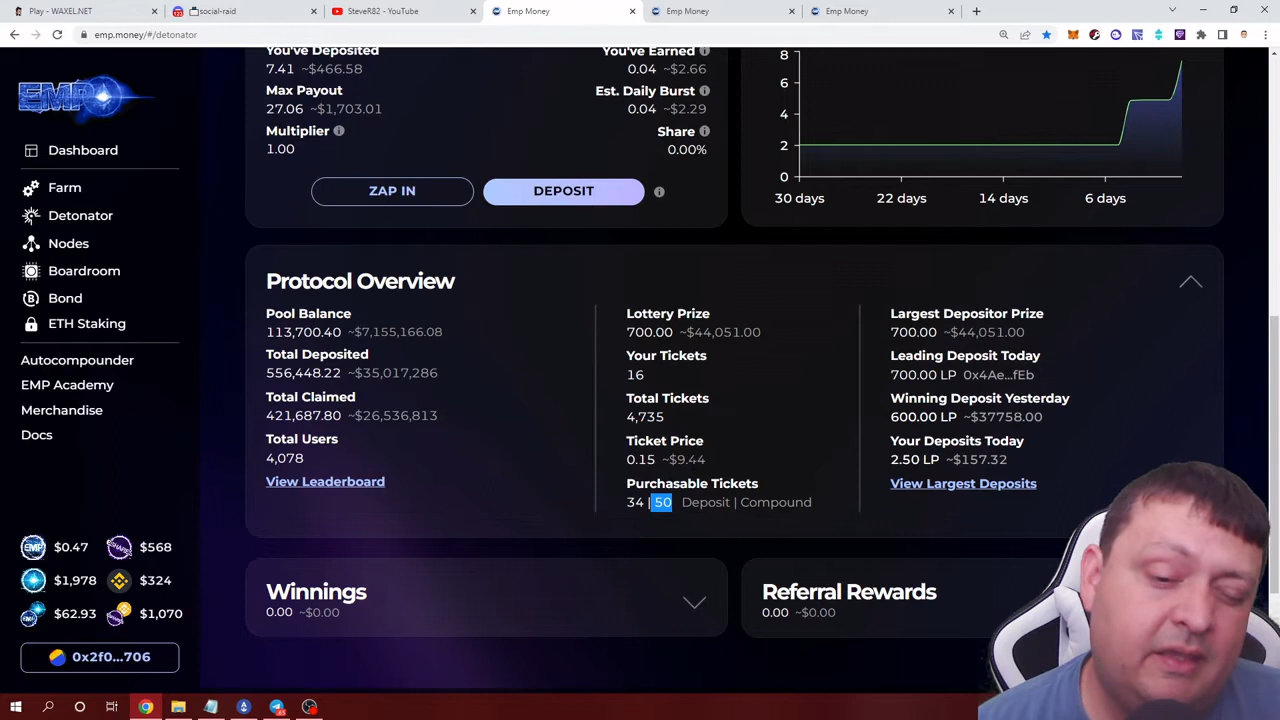 Play - WAXEL.NET
social-raid
SteveR82 - YouTube
Emp Money
Emp Money
Emp Money
emp.money/#/detonator
EMP
Dashboard
Farm
Detonator
Nodes
Boardroom
Bond
ETH Staking
Autocompounder
EMP Academy
Merchandise
Docs
$0.47
$568
$1,978
$324
$62.93
$1,070
0x2f0...706
You've Deposited
7.41 ~$466.58
Max Payout
27.06 ~$1,703.01
Multiplier
1.00
You've Earned
0.04 ~$2.66
Est. Daily Burst
0.04 ~$2.29
Share
0.00%
ZAP IN
DEPOSIT
8
6
4
2
0
30 days
22 days
14 days
6 days
Protocol Overview
Pool Balance
113,700.40 ~$7,155,166.08
Total Deposited
556,448.22 ~$35,017,286
Total Claimed
421,687.80 ~$26,536,813
Total Users
4,078
View Leaderboard
Lottery Prize
700.00 ~$44,051.00
Your Tickets
16
Total Tickets
4,735
Ticket Price
0.15 ~$9.44
Purchasable Tickets
34 | 50 Deposit | Compound
Largest Depositor Prize
700.00 ~$44,051.00
Leading Deposit Today
700.00 LP 0x4Ae...fEb
Winning Deposit Yesterday
600.00 LP ~$37758.00
Your Deposits Today
2.50 LP ~$157.32
View Largest Deposits
Winnings
0.00 ~$0.00
Referral Rewards
0.00 ~$0.00